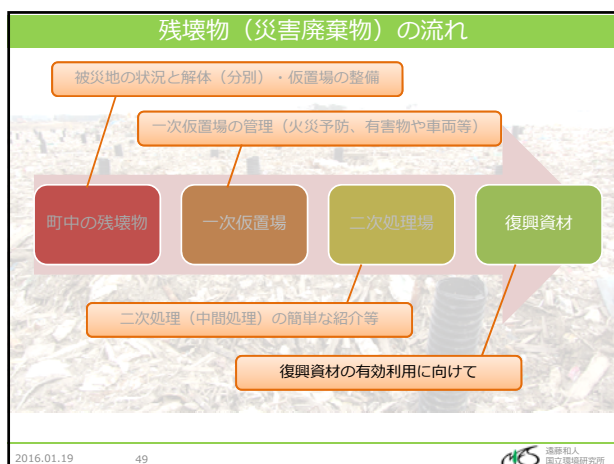 残壊物（災害廃棄物）の流れ
被災地の状況と解体（分別）・仮置場の整備
一次仮置場の管理（火災予防、有害物や車両等）
町中の残壊物
一次仮置場
二次処理場
復興資材
二次処理（中間処理）の簡単な紹介等
復興資材の有効利用に向けて
2016.01.19
49
遠藤和人
国立環境研究所